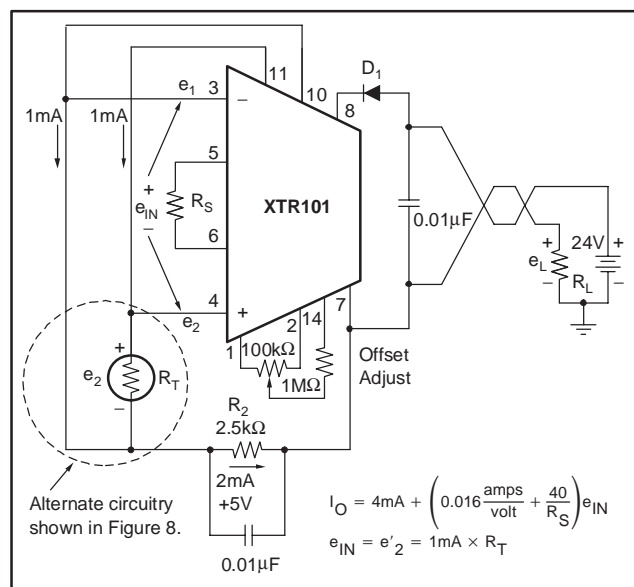 11
D1
10
e1
3
−
8
1mA
1mA
5
+
eIN
−
RS
XTR101
0.01µF
6
24V
+
−
+
eL
−
RL
4
+
e2
2
14
7
1
100kΩ
Offset
Adjust
1MΩ
+
e2
−
RT
R2
2.5kΩ
2mA
+5V
Alternate circuitry
shown in Figure 8.
0.01µF
IO = 4mA + (0.016 amps/volt + 40/RS) eIN
eIN = e'2 = 1mA × RT